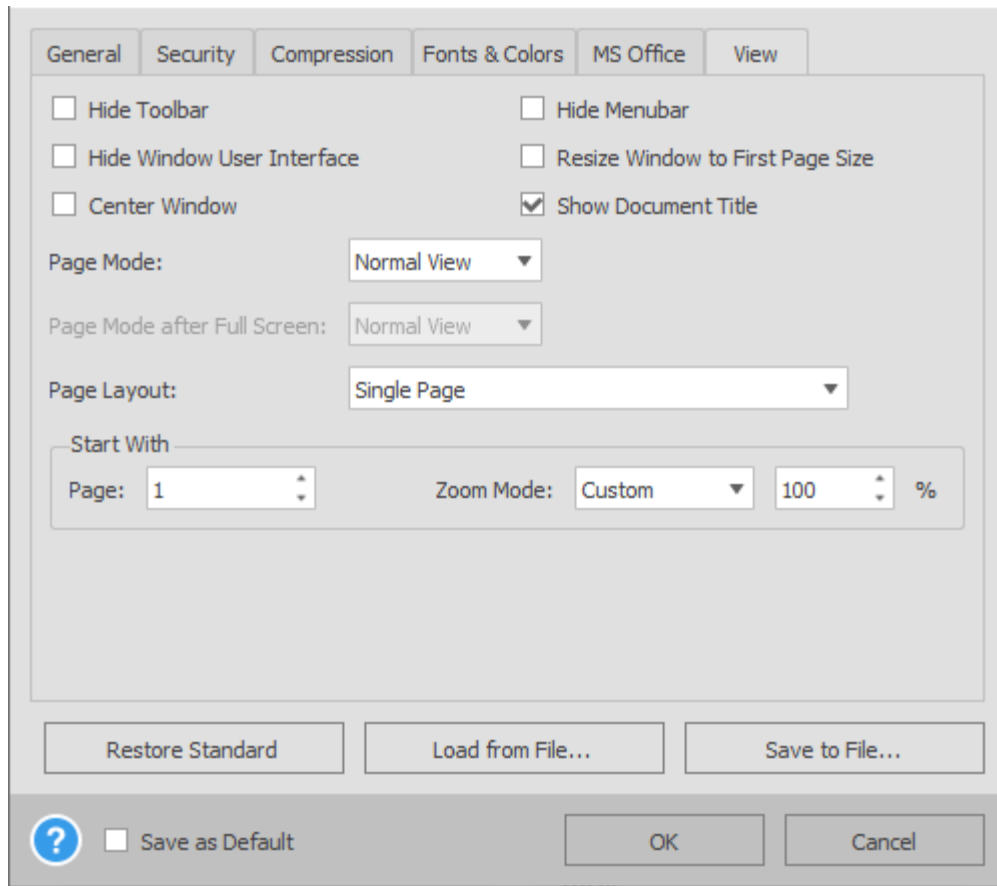 General Security Compression Fonts & Colors MS Office View
Hide Toolbar Hide Menubar
Hide Window User Interface Resize Window to First Page Size
Center Window Show Document Title
Page Mode: Normal View
Page Mode after Full Screen: Normal View
Page Layout: Single Page
Start With
Page: 1 Zoom Mode: Custom 100 %
Restore Standard Load from File... Save to File...
? Save as Default OK Cancel